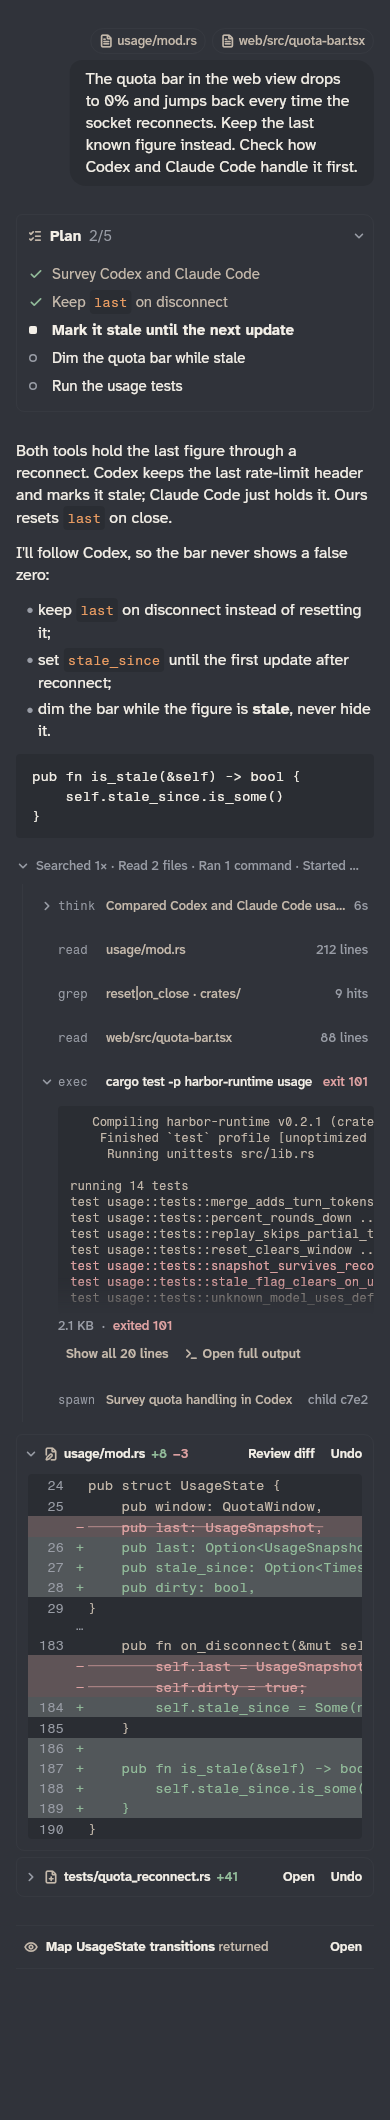 usage/mod.rs web/src/quota-bar.tsx
The quota bar in the web view drops
to 0% and jumps back every time the
socket reconnects. Keep the last
known figure instead. Check how
Codex and Claude Code handle it first.
Plan 2/5
Survey Codex and Claude Code
Keep last on disconnect
Mark it stale until the next update
Dim the quota bar while stale
Run the usage tests
Both tools hold the last figure through a
reconnect. Codex keeps the last rate-limit header
and marks it stale; Claude Code just holds it. Ours
resets last on close.
I'll follow Codex, so the bar never shows a false
zero:
• keep last on disconnect instead of resetting
it;
• set stale_since until the first update after
reconnect;
• dim the bar while the figure is stale, never hide
it.
pub fn is_stale(&self) -> bool {
self.stale_since.is_some()
}
Searched 1× · Read 2 files · Ran 1 command · Started ...
think Compared Codex and Claude Code usa... 6s
read usage/mod.rs 212 lines
grep reset|on_close · crates/ 9 hits
read web/src/quota-bar.tsx 88 lines
exec cargo test -p harbor-runtime usage exit 101
Compiling harbor-runtime v0.2.1 (crate
Finished `test` profile [unoptimized
Running unittests src/lib.rs
running 14 tests
test usage::tests::merge_adds_turn_tokens
test usage::tests::percent_rounds_down ..
test usage::tests::replay_skips_partial_t
test usage::tests::reset_clears_window ..
test usage::tests::snapshot_survives_reco
test usage::tests::stale_flag_clears_on_u
test usage::tests::unknown_model_uses_def
2.1 KB · exited 101
Show all 20 lines Open full output
spawn Survey quota handling in Codex child c7e2
usage/mod.rs +8 −3 Review diff Undo
24 pub struct UsageState {
25 pub window: QuotaWindow,
− pub last: UsageSnapshot,
26 + pub last: Option<UsageSnapsho
27 + pub stale_since: Option<Times
28 + pub dirty: bool,
29 }
…
183 pub fn on_disconnect(&mut sel
− self.last = UsageSnapshot
− self.dirty = true;
184 + self.stale_since = Some(n
185 }
186 +
187 + pub fn is_stale(&self) -> boo
188 + self.stale_since.is_some(
189 + }
190 }
tests/quota_reconnect.rs +41 Open Undo
Map UsageState transitions returned Open